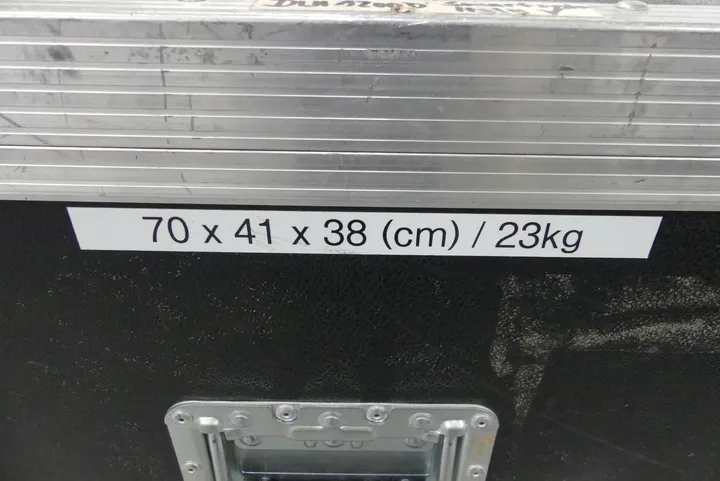 70 x 41 x 38 (cm) / 23kg